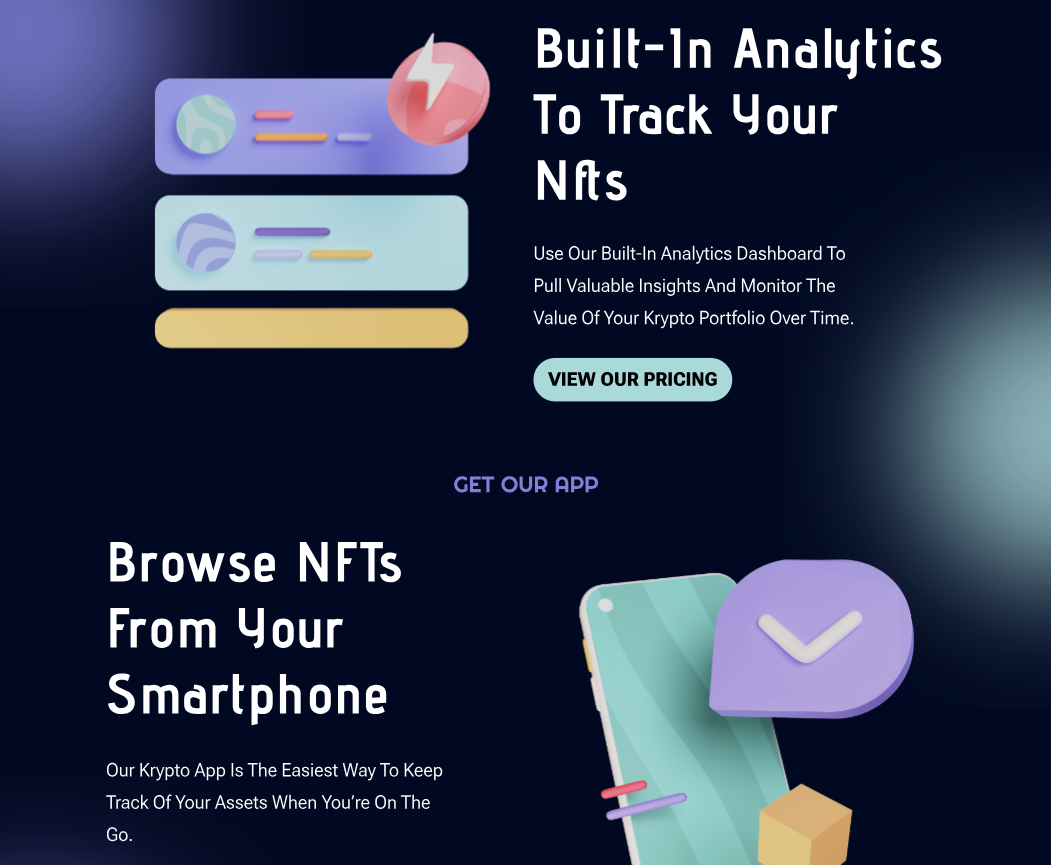 Built-In Analytics
To Track Your
Nfts
Use Our Built-In Analytics Dashboard To
Pull Valuable Insights And Monitor The
Value Of Your Krypto Portfolio Over Time.
VIEW OUR PRICING
GET OUR APP
Browse NFTs
From Your
Smartphone
Our Krypto App Is The Easiest Way To Keep
Track Of Your Assets When You’re On The
Go.